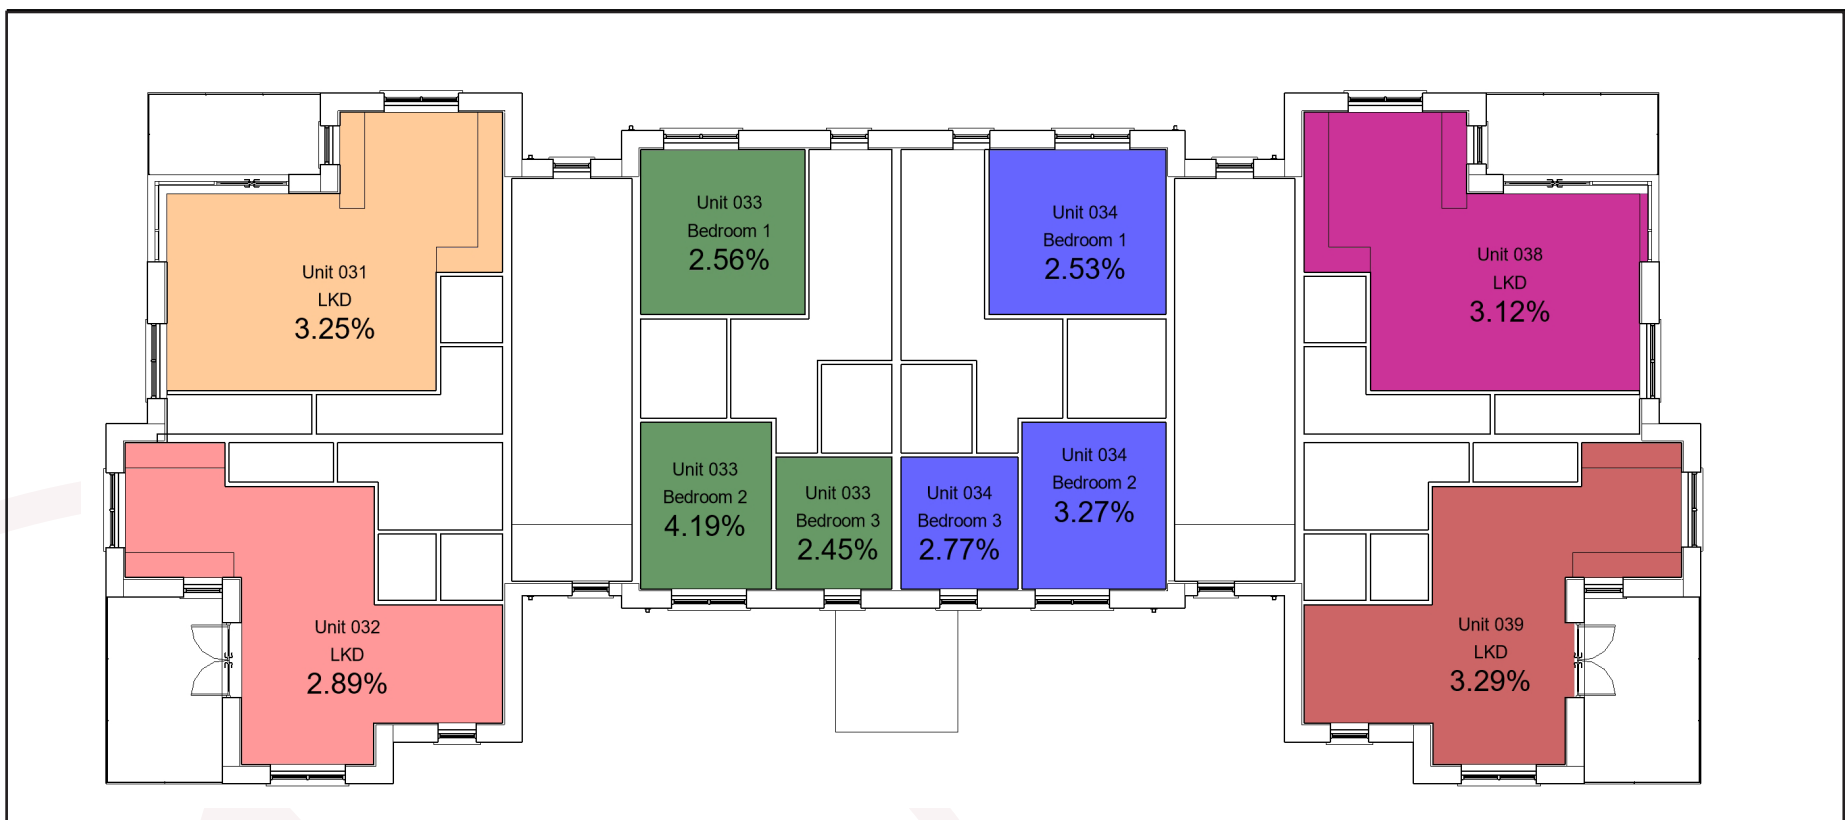 Unit 031
LKD
3.25%
Unit 032
LKD
2.89%
Unit 033
Bedroom 1
2.56%
Unit 033
Bedroom 2
4.19%
Unit 033
Bedroom 3
2.45%
Unit 034
Bedroom 1
2.53%
Unit 034
Bedroom 3
2.77%
Unit 034
Bedroom 2
3.27%
Unit 038
LKD
3.12%
Unit 039
LKD
3.29%